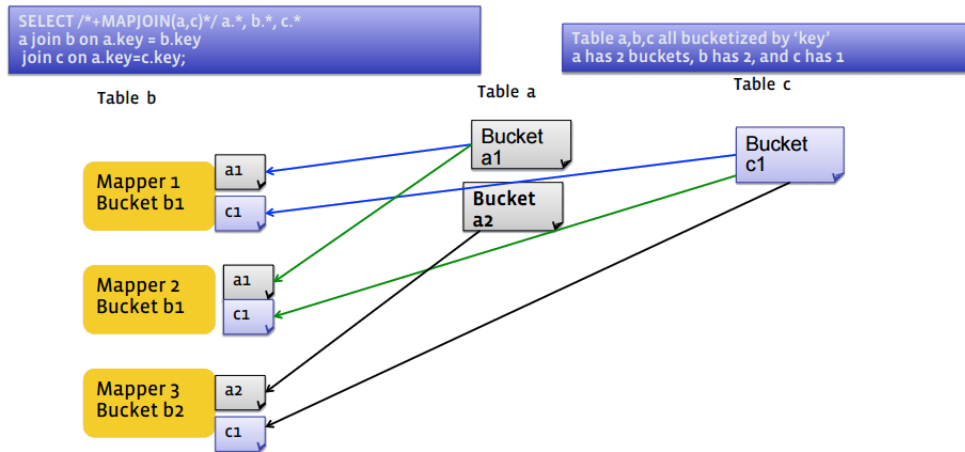 SELECT /*+MAPJOIN(a,c)*/ a.*, b.*, c.*
a join b on a.key = b.key
join c on a.key=c.key;
Table a,b,c all bucketized by ‘key’
a has 2 buckets, b has 2, and c has 1
Table b
Table a
Table c
Bucket
a1
Bucket
c1
Mapper 1
Bucket b1
a1
c1
Bucket
a2
Mapper 2
Bucket b1
a1
c1
Mapper 3
Bucket b2
a2
c1